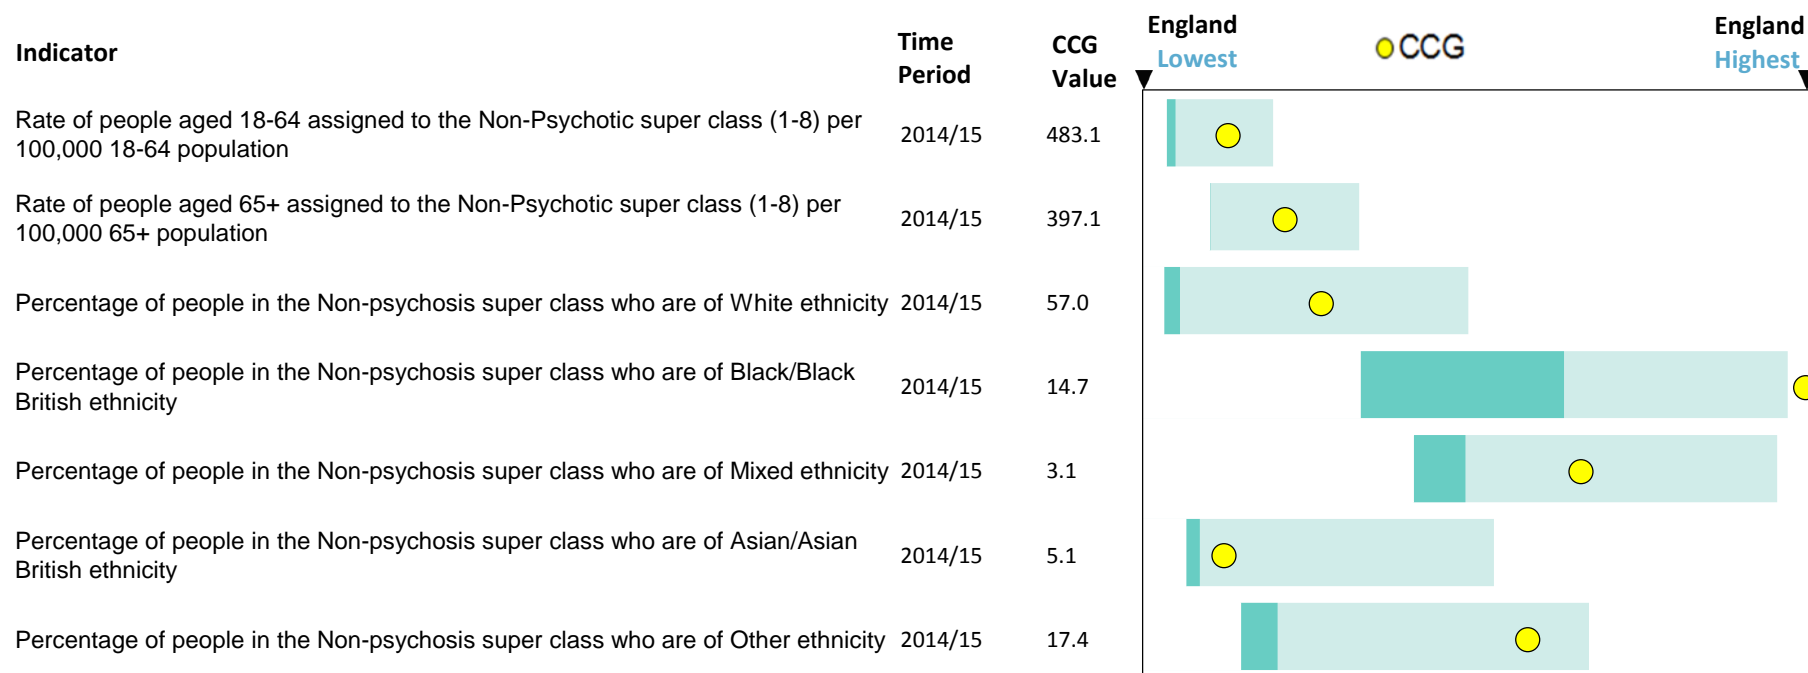 Indicator
Time
Period
CCG
Value
England
Lowest
CCG
England
Highest
Rate of people aged 18-64 assigned to the Non-Psychotic super class (1-8) per
100,000 18-64 population
2014/15
483.1
Rate of people aged 65+ assigned to the Non-Psychotic super class (1-8) per
100,000 65+ population
2014/15
397.1
Percentage of people in the Non-psychosis super class who are of White ethnicity
2014/15
57.0
Percentage of people in the Non-psychosis super class who are of Black/Black
British ethnicity
2014/15
14.7
Percentage of people in the Non-psychosis super class who are of Mixed ethnicity
2014/15
3.1
Percentage of people in the Non-psychosis super class who are of Asian/Asian
British ethnicity
2014/15
5.1
Percentage of people in the Non-psychosis super class who are of Other ethnicity
2014/15
17.4